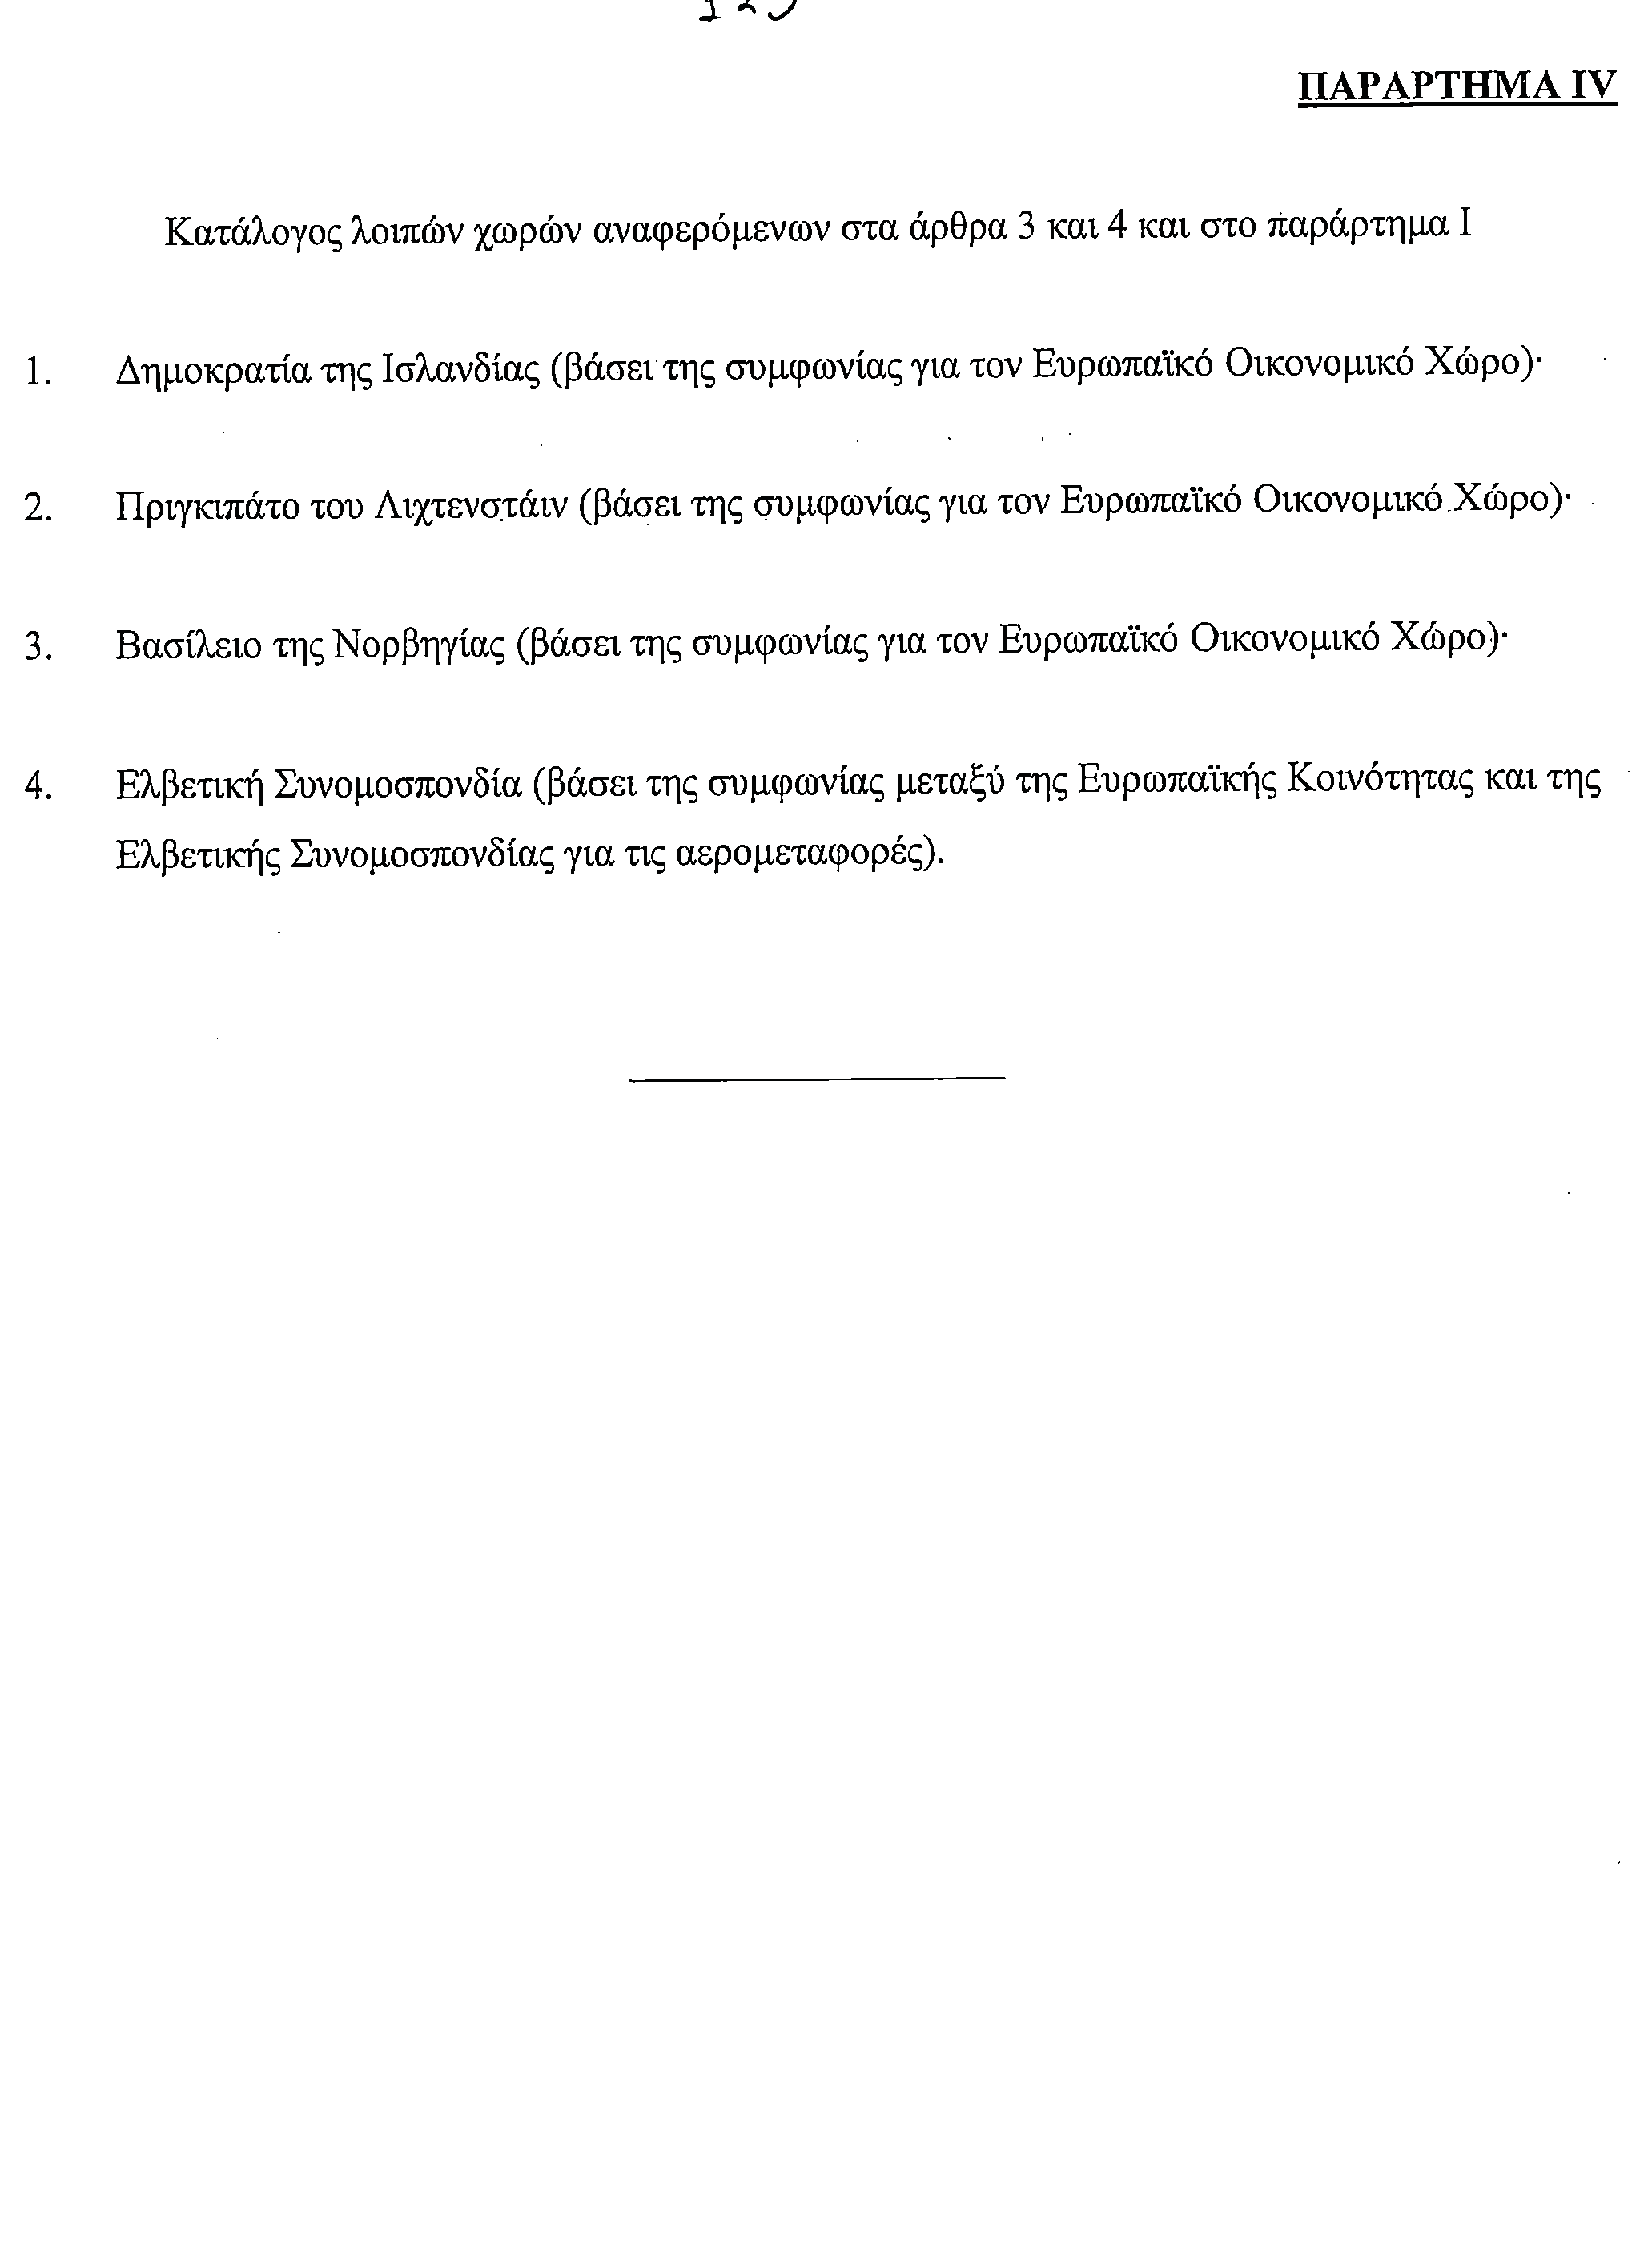 ΠΑΡΑΡΤΗΜΑ IV
Κατάλογος λοιπών χωρών αναφερόμενων στα άρθρα 3 και 4 και στο παράρτημα Ι
1. Δημοκρατία της Ισλανδίας (βάσει της συμφωνίας για τον Ευρωπαϊκό Οικονομικό Χώρο)·
2. Πριγκιπάτο του Λιχτενστάιν (βάσει της συμφωνίας για τον Ευρωπαϊκό Οικονομικό Χώρο)·
3. Βασίλειο της Νορβηγίας (βάσει της συμφωνίας για τον Ευρωπαϊκό Οικονομικό Χώρο)·
4. Ελβετική Συνομοσπονδία (βάσει της συμφωνίας μεταξύ της Ευρωπαϊκής Κοινότητας και της
Ελβετικής Συνομοσπονδίας για τις αερομεταφορές).